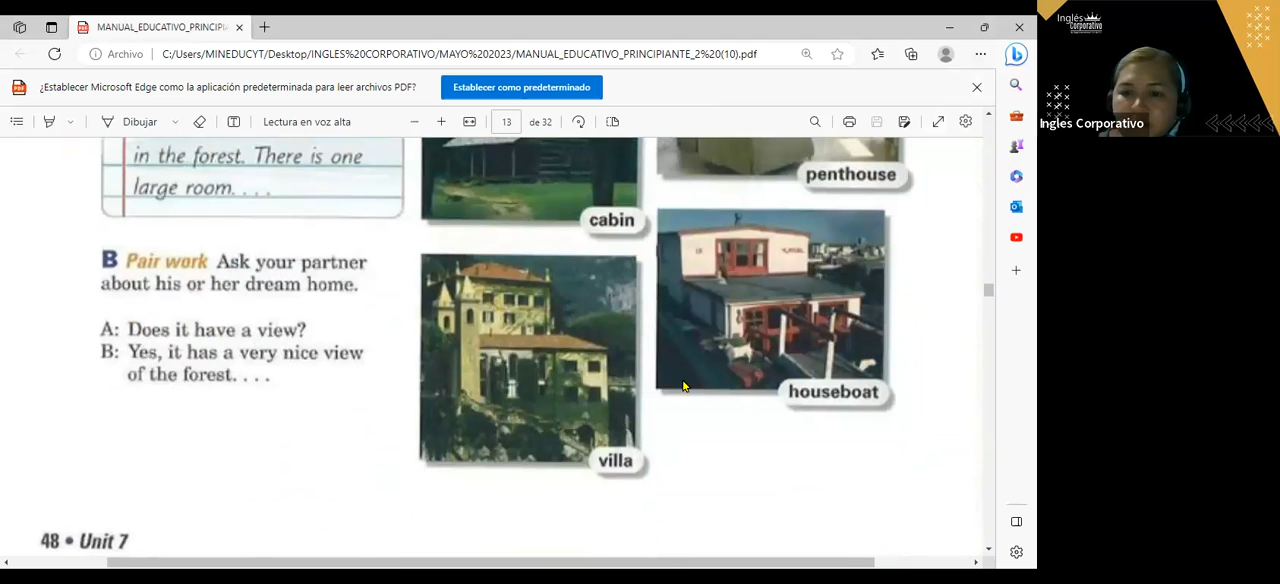 MANUAL_EDUCATIVO_PRINCIPI
Archivo
C:/Users/MINEDUCYT/Desktop/INGLES%20CORPORATIVO/MAYO%202023/MANUAL_EDUCATIVO_PRINCIPIANTE_2%20(10).pdf
¿Establecer Microsoft Edge como la aplicación predeterminada para leer archivos PDF?
Establecer como predeterminado
Dibujar
Lectura en voz alta
13
de 32
in the forest. There is one
large room. . . .
cabin
penthouse
B Pair work Ask your partner
about his or her dream home.
A: Does it have a view?
B: Yes, it has a very nice view
of the forest. . . .
villa
houseboat
48 • Unit 7
Inglés
Corporativo
Ingles Corporativo